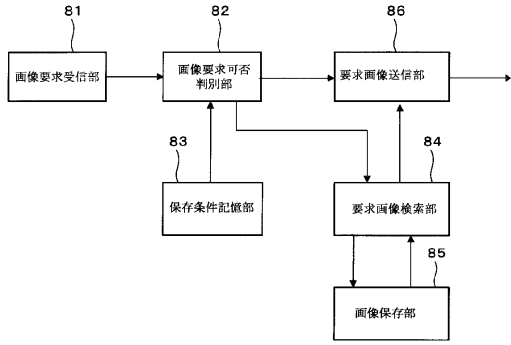 81
画像要求受信部
82
画像要求可否
判別部
86
要求画像送信部
83
保存条件記憶部
84
要求画像検索部
85
画像保存部